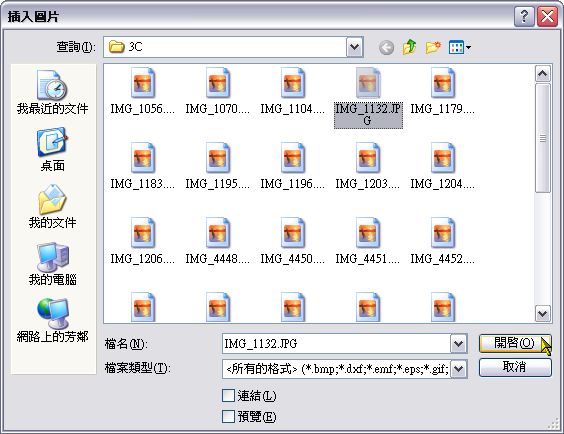 插入圖片
查詢(I):
3C
我最近的文件
桌面
我的文件
我的電腦
網路上的芳鄰
IMG_1056....
IMG_1070....
IMG_1104....
IMG_1132.JP
G
IMG_1179....
IMG_1183....
IMG_1195....
IMG_1196....
IMG_1203....
IMG_1204....
IMG_1206....
IMG_4448....
IMG_4450....
IMG_4451....
IMG_4452....
檔名(N):
IMG_1132.JPG
開啓(O)
檔案類型(T):
<所有的格式> (*.bmp;*.dxf;*.emf;*.eps;*.gif;
取消
連結(L)
預覽(E)